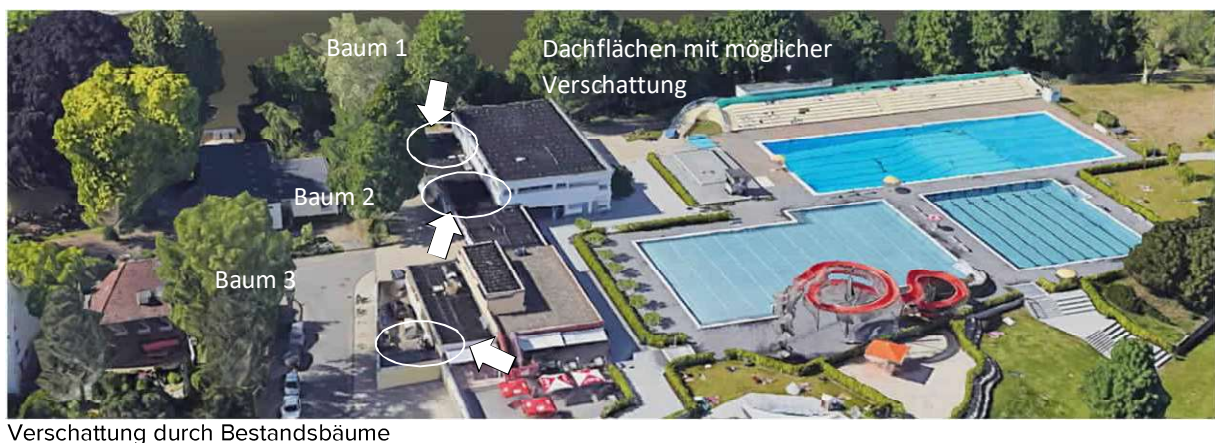 Baum 1
Dachflächen mit möglicher
Verschattung
Baum 2
Baum 3
Verschattung durch Bestandsbäume